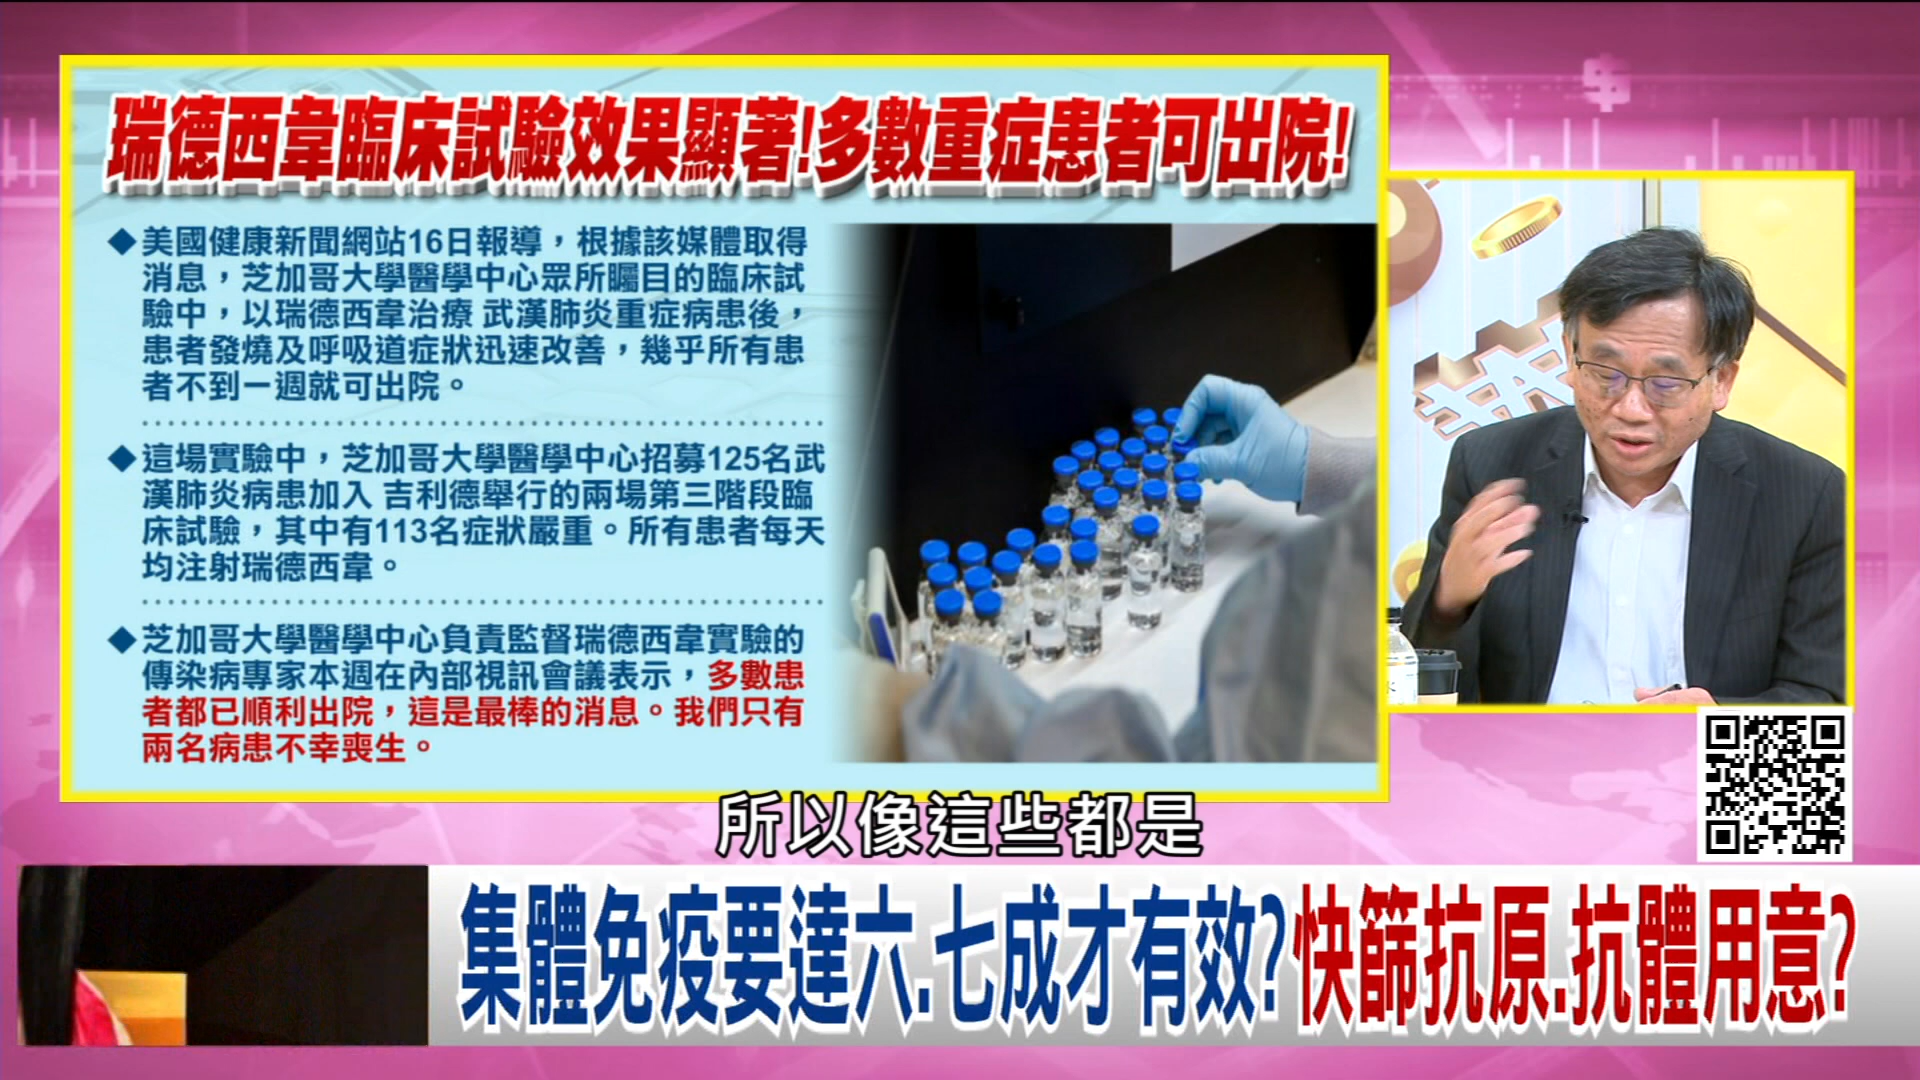 瑞德西韋臨床試驗效果顯著!多數重症患者可出院!
◆美國健康新聞網站16日報導，根據該媒體取得
消息，芝加哥大學醫學中心眾所矚目的臨床試
驗中，以瑞德西韋治療 武漢肺炎重症病患後，
患者發燒及呼吸道症狀迅速改善，幾乎所有患
者不到一週就可出院。
◆這場實驗中，芝加哥大學醫學中心招募125名武
漢肺炎病患加入 吉利德舉行的兩場第三階段臨
床試驗，其中有113名症狀嚴重。所有患者每天
均注射瑞德西韋。
◆芝加哥大學醫學中心負責監督瑞德西韋實驗的
傳染病專家本週在內部視訊會議表示，多數患
者都已順利出院，這是最棒的消息。我們只有
兩名病患不幸喪生。
所以像這些都是
集體免疫要達六.七成才有效?快篩抗原.抗體用意?